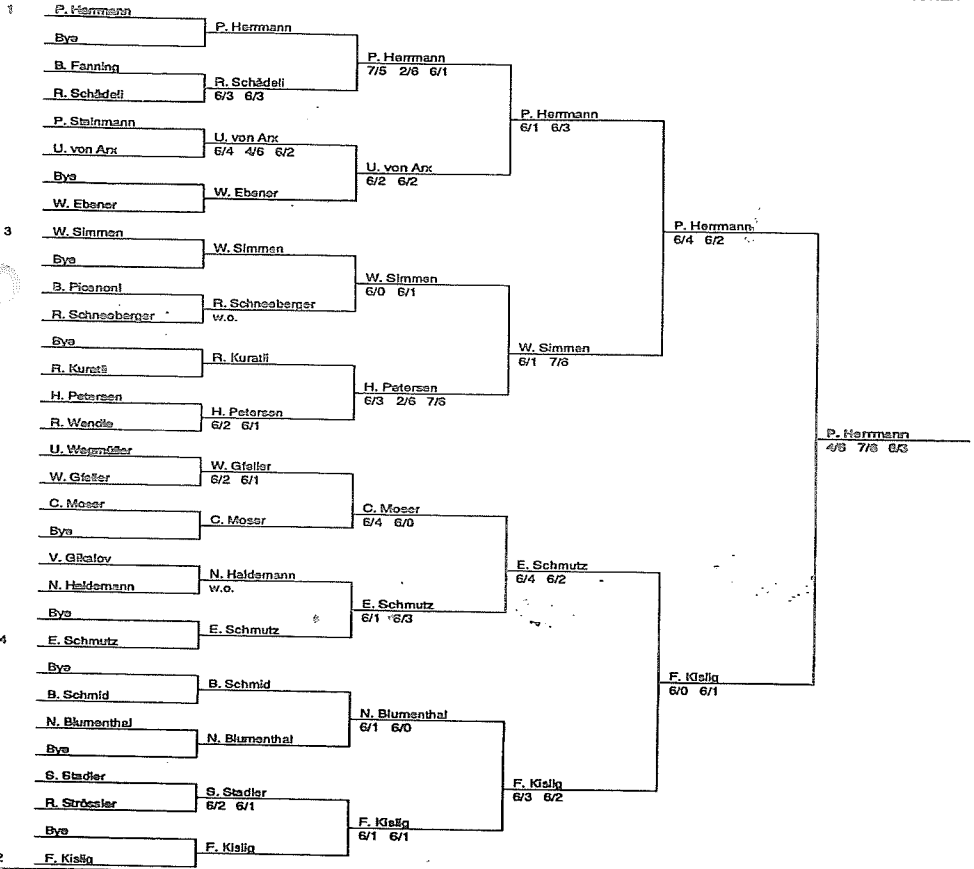 1
P. Herrmann
Bye
B. Fanning
R. Schädeli
P. Steinmann
U. von Arx
Bye
W. Ebener
3
W. Simmen
Bye
B. Picenoni
R. Schneeberger
Bye
R. Kuratli
H. Petersen
R. Wendle
U. Wegmüller
W. Gfeller
C. Moser
Bye
V. Gikalov
N. Haldemann
Bye
4
E. Schmutz
Bye
B. Schmid
N. Blumenthal
Bye
S. Stadler
R. Strässler
Bye
2
F. Kislig
P. Herrmann
R. Schädeli
6/3 6/3
U. von Arx
6/4 4/6 6/2
W. Ebener
W. Simmen
R. Schneeberger
w.o.
R. Kuratli
H. Petersen
6/2 6/1
W. Gfeller
6/2 6/1
C. Moser
N. Haldemann
w.o.
E. Schmutz
B. Schmid
N. Blumenthal
S. Stadler
6/2 6/1
F. Kislig
P. Herrmann
7/5 2/6 6/1
U. von Arx
6/2 6/2
W. Simmen
6/0 6/1
H. Petersen
6/3 2/6 7/6
C. Moser
6/4 6/0
E. Schmutz
6/1 6/3
N. Blumenthal
6/1 6/0
F. Kislig
6/1 6/1
P. Herrmann
6/1 6/3
W. Simmen
6/1 7/6
E. Schmutz
6/4 6/2
F. Kislig
6/3 6/2
P. Herrmann
6/4 6/2
F. Kislig
6/0 6/1
P. Herrmann
4/6 7/6 6/3